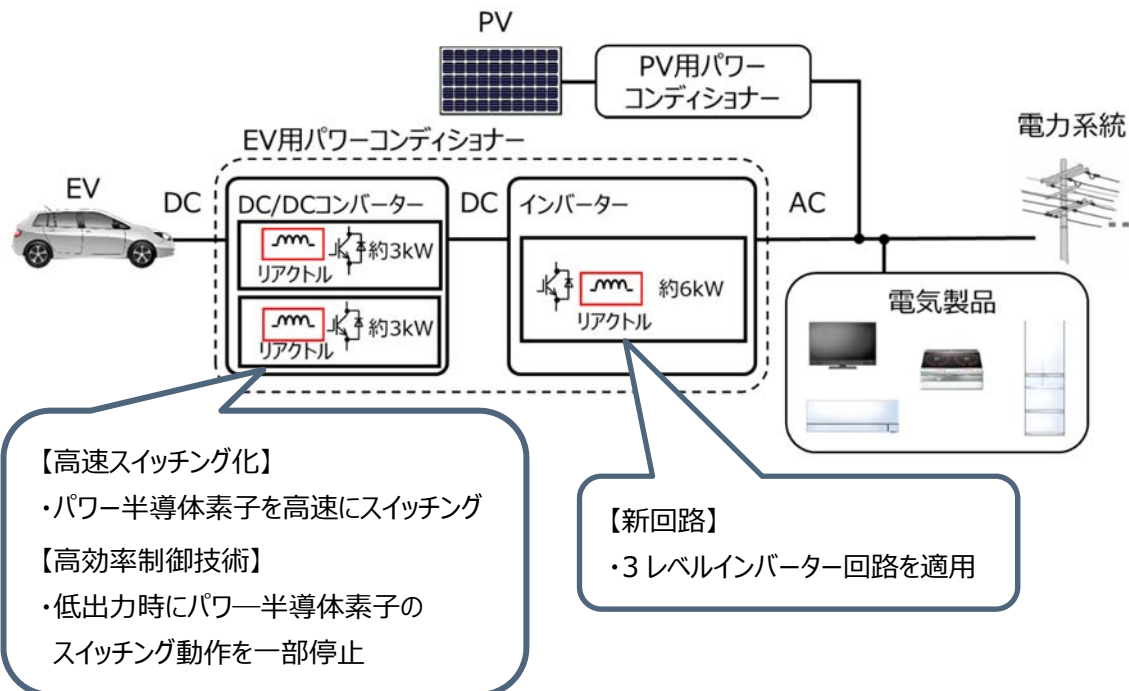 PV
PV用パワー
コンディショナー
電力系統
EV用パワーコンディショナー
EV
DC
DC/DCコンバーター
DC
インバーター
AC
約3kW
リアクトル
約3kW
リアクトル
約6kW
リアクトル
電気製品
【高速スイッチング化】
・パワー半導体素子を高速にスイッチング
【高効率制御技術】
・低出力時にパワ―半導体素子の
スイッチング動作を一部停止
【新回路】
・3レベルインバーター回路を適用